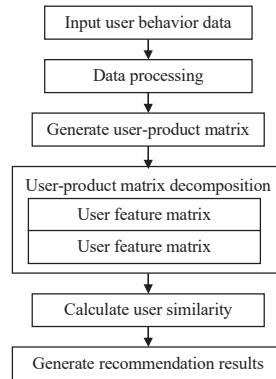 Input user behavior data
Data processing
Generate user-product matrix
User-product matrix decomposition
User feature matrix
User feature matrix
Calculate user similarity
Generate recommendation results